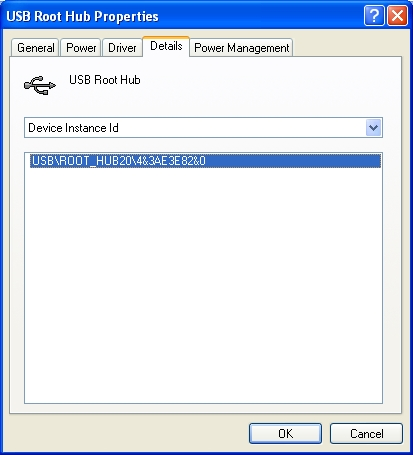 USB Root Hub Properties
General Power Driver Details Power Management
USB Root Hub
Device Instance Id
USB\ROOT_HUB20\4&3AE3E82&0
OK Cancel